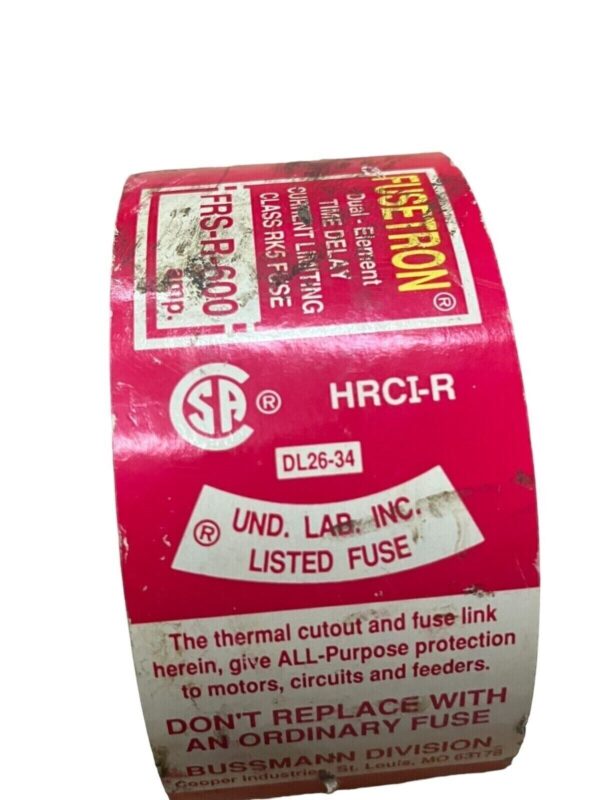 FUSETRON®
Dual - Element
TIME DELAY
CURRENT LIMITING
CLASS RK5 FUSE
FRS-R-600
amp.
CSA ® HRCI-R
DL26-34
® UND. LAB. INC.
LISTED FUSE
The thermal cutout and fuse link
herein, give ALL-Purpose protection
to motors, circuits and feeders.
DON'T REPLACE WITH
AN ORDINARY FUSE
BUSSMANN DIVISION
Cooper Industries, St. Louis, MO 63178